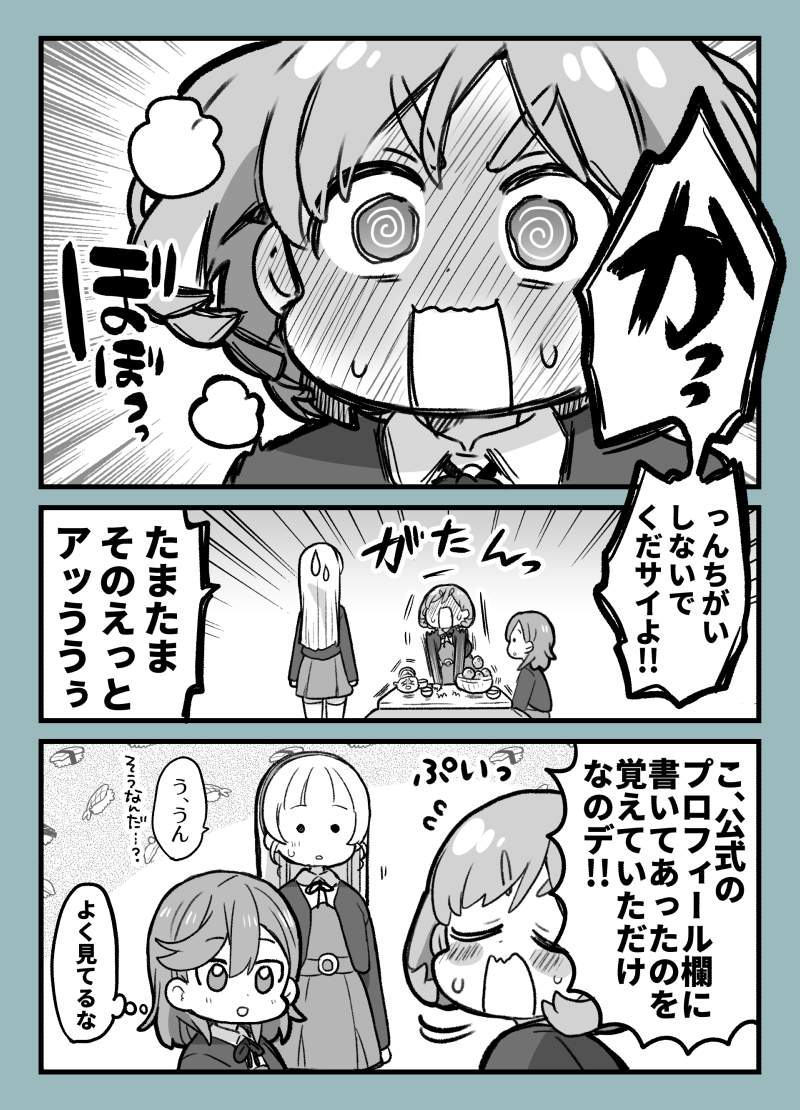 かっ
ぼぼぼっっ
っんちがい
しないで
くだサイよ!!
がたんっ
たまたま
そのえっと
アッううぅ
こ、公式の
プロフィール欄に
書いてあったのを
覚えていただけ
なのデ!!
ぷいっ
う、うん
そうなんだ…?
よく見てるな